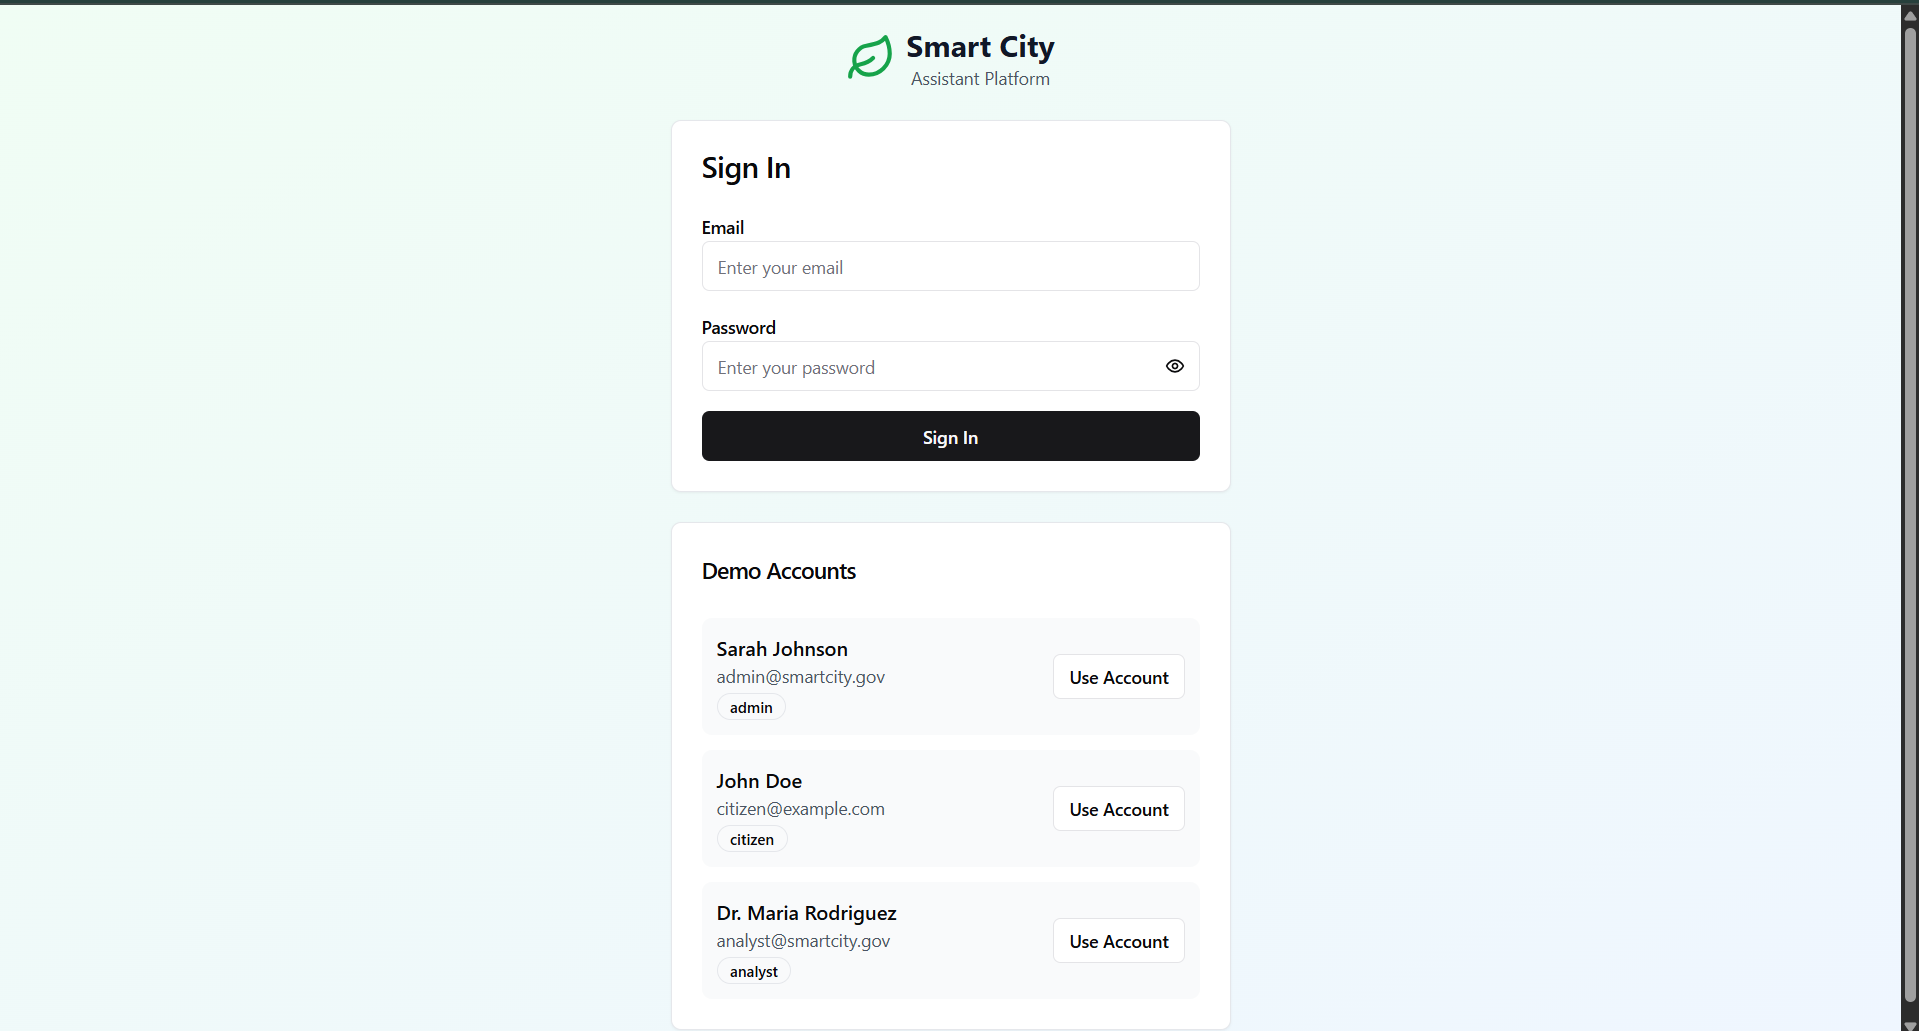 Smart City
Assistant Platform
Sign In
Email
Enter your email
Password
Enter your password
Sign In
Demo Accounts
Sarah Johnson
admin@smartcity.gov
admin
Use Account
John Doe
citizen@example.com
citizen
Use Account
Dr. Maria Rodriguez
analyst@smartcity.gov
analyst
Use Account